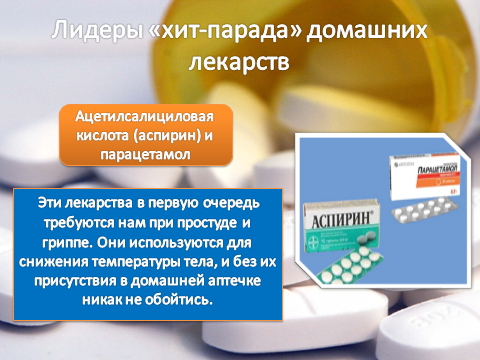 Лидеры «хит-парада» домашних
лекарств
Ацетилсалициловая
кислота (аспирин) и
парацетамол
Эти лекарства в первую очередь
требуются нам при простуде и
гриппе. Они используются для
снижения температуры тела, и без их
присутствия в домашней аптечке
никак не обойтись.
ПАРАЦЕТАМОЛ
АСПИРИН®